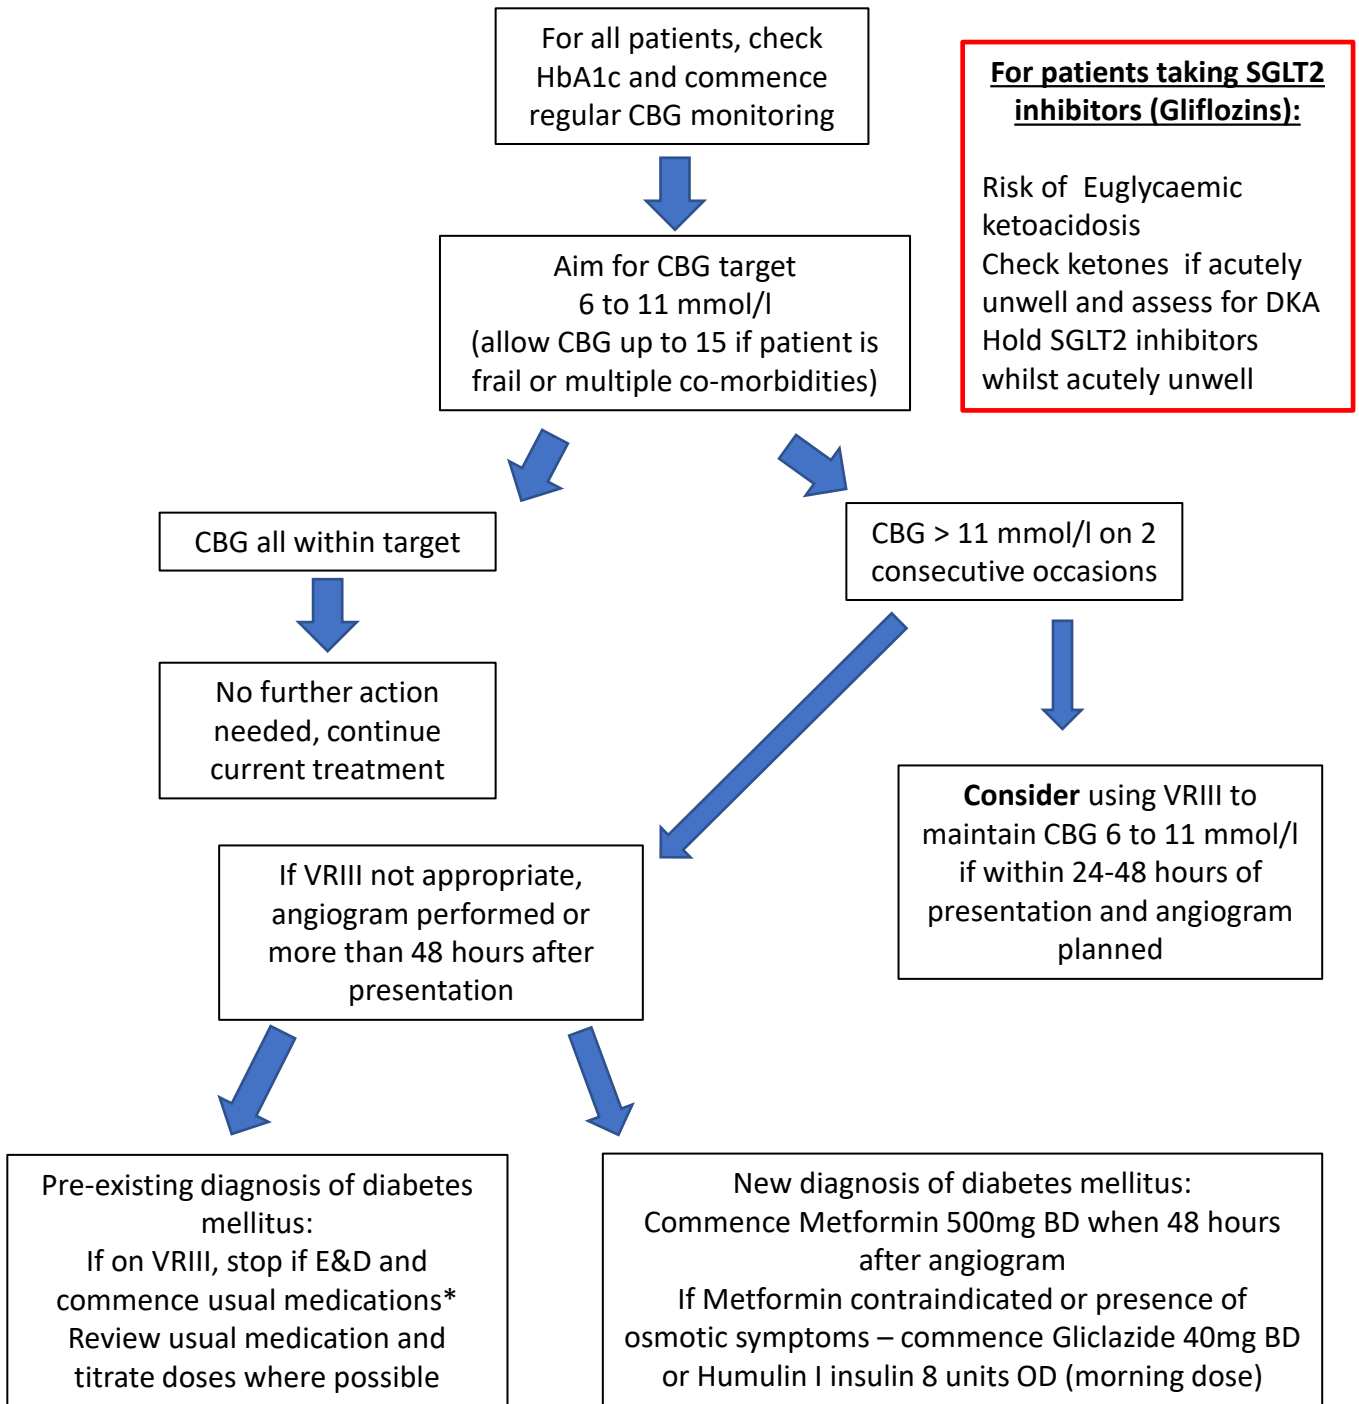 For all patients, check
HbA1c and commence
regular CBG monitoring
For patients taking SGLT2
inhibitors (Gliflozins):
Risk of Euglycaemic
ketoacidosis
Check ketones if acutely
unwell and assess for DKA
Hold SGLT2 inhibitors
whilst acutely unwell
Aim for CBG target
6 to 11 mmol/l
(allow CBG up to 15 if patient is
frail or multiple co-morbidities)
CBG all within target
CBG > 11 mmol/l on 2
consecutive occasions
No further action
needed, continue
current treatment
Consider using VRIII to
maintain CBG 6 to 11 mmol/l
if within 24-48 hours of
presentation and angiogram
planned
If VRIII not appropriate,
angiogram performed or
more than 48 hours after
presentation
Pre-existing diagnosis of diabetes
mellitus:
If on VRIII, stop if E&D and
commence usual medications*
Review usual medication and
titrate doses where possible
New diagnosis of diabetes mellitus:
Commence Metformin 500mg BD when 48 hours
after angiogram
If Metformin contraindicated or presence of
osmotic symptoms – commence Gliclazide 40mg BD
or Humulin I insulin 8 units OD (morning dose)